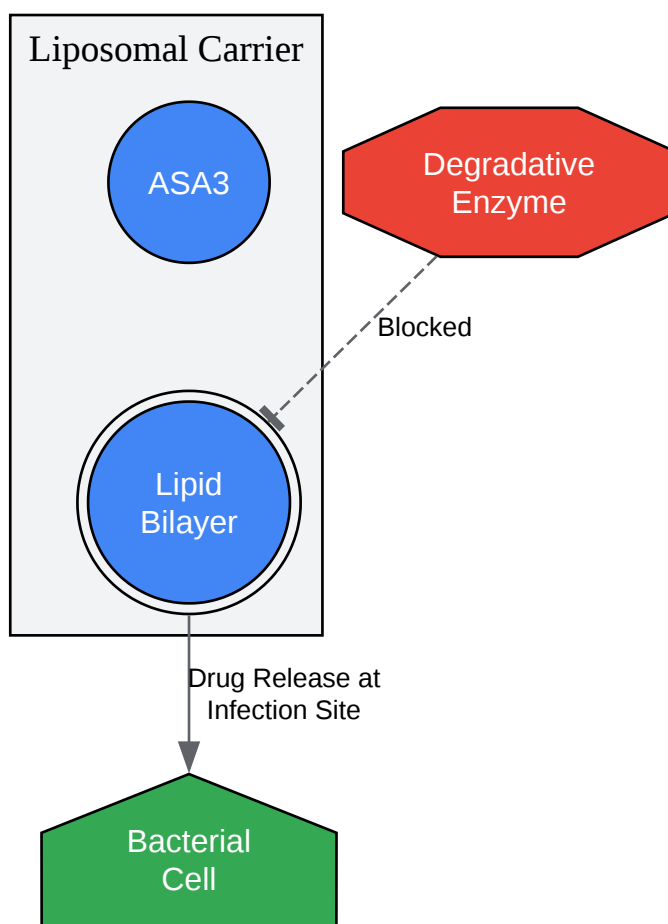 Liposomal Carrier
ASA3
Degradative
Enzyme
Blocked
Lipid
Bilayer
Drug Release at
Infection Site
Bacterial
Cell